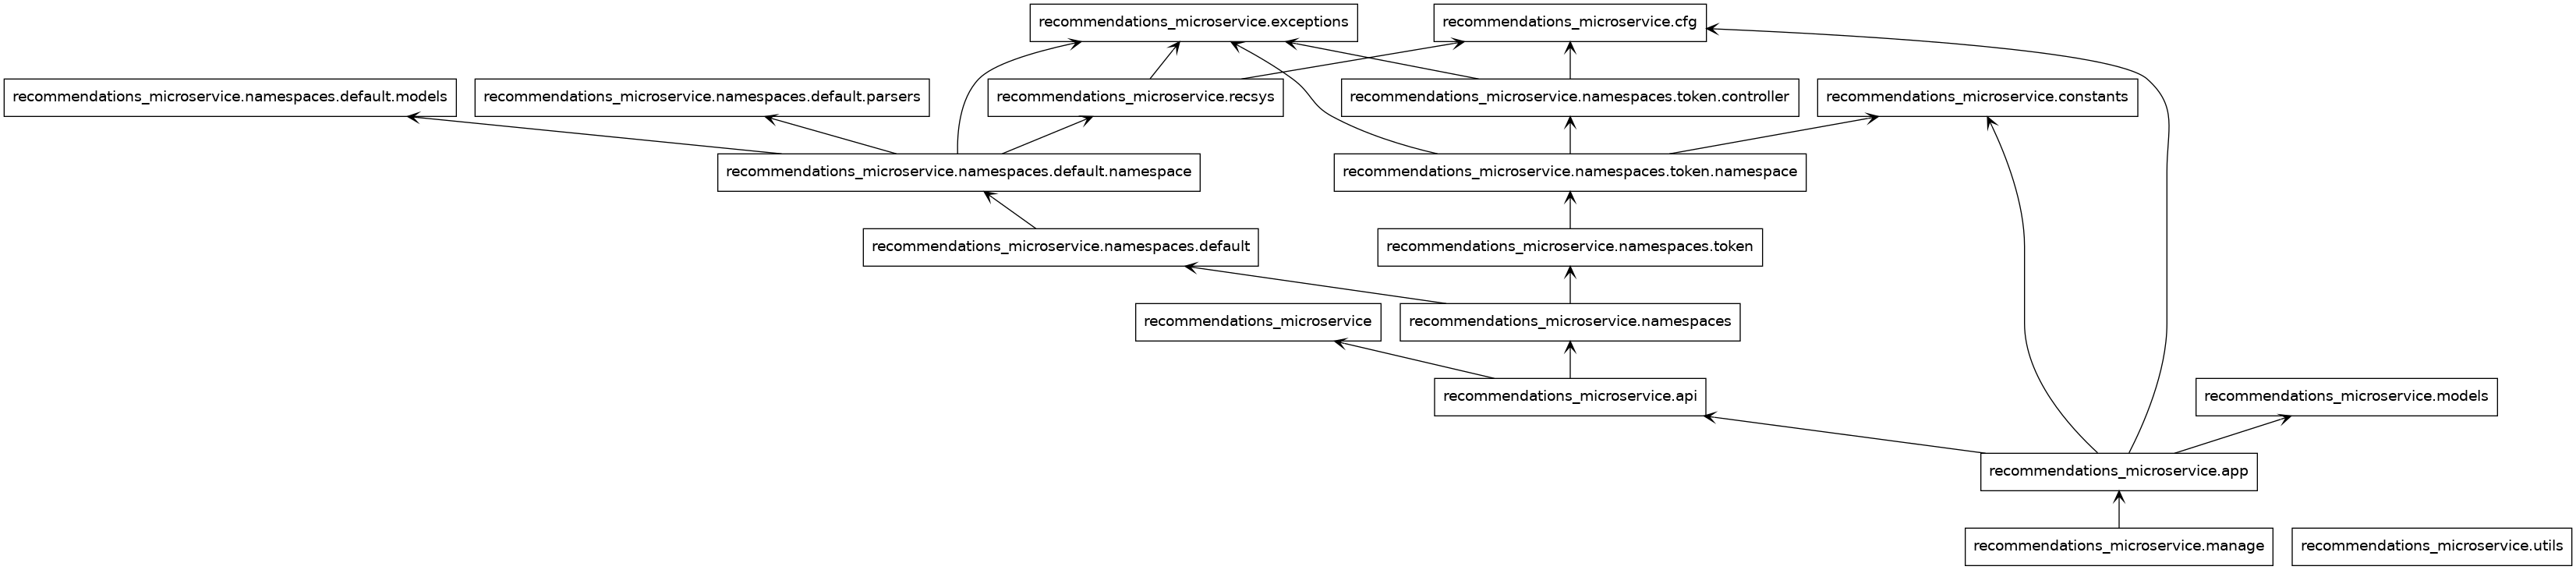 recommendations_microservice.exceptions
recommendations_microservice.cfg
recommendations_microservice.namespaces.default.models
recommendations_microservice.namespaces.default.parsers
recommendations_microservice.recsys
recommendations_microservice.namespaces.token.controller
recommendations_microservice.constants
recommendations_microservice.namespaces.default.namespace
recommendations_microservice.namespaces.token.namespace
recommendations_microservice.namespaces.default
recommendations_microservice.namespaces.token
recommendations_microservice
recommendations_microservice.namespaces
recommendations_microservice.api
recommendations_microservice.models
recommendations_microservice.app
recommendations_microservice.manage
recommendations_microservice.utils